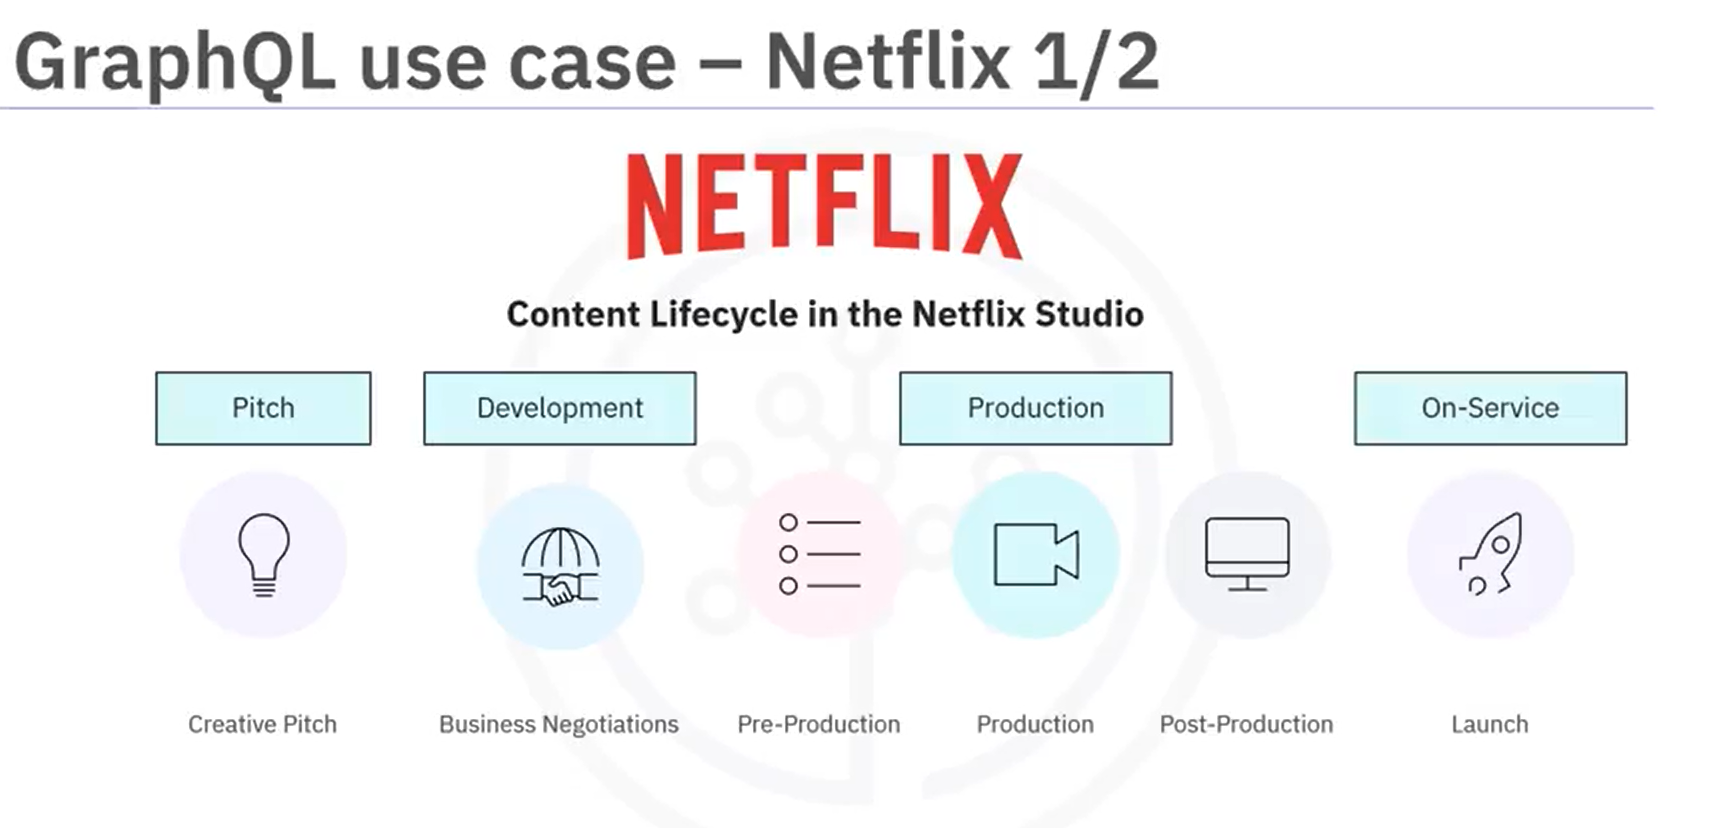 GraphQL use case – Netflix 1/2
NETFLIX
Content Lifecycle in the Netflix Studio
Pitch
Development
Production
On-Service
Creative Pitch
Business Negotiations
Pre-Production
Production
Post-Production
Launch